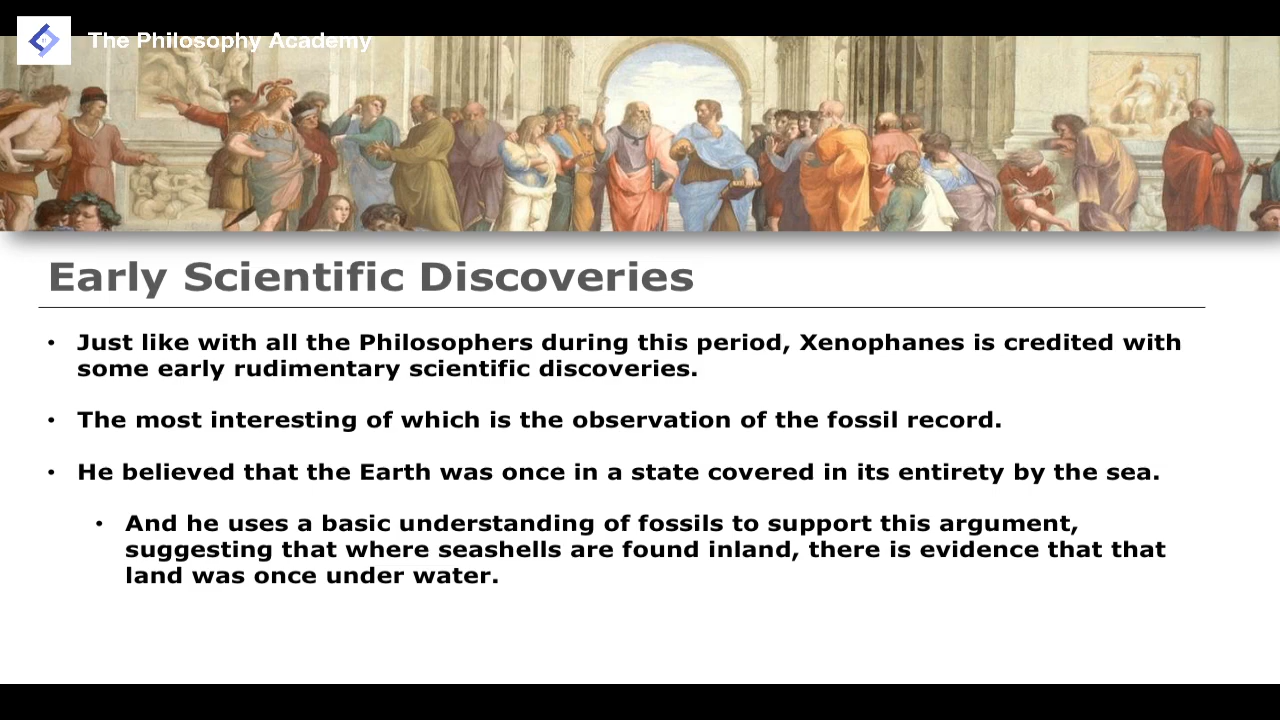 The Philosophy Academy
Early Scientific Discoveries
• Just like with all the Philosophers during this period, Xenophanes is credited with
some early rudimentary scientific discoveries.
• The most interesting of which is the observation of the fossil record.
• He believed that the Earth was once in a state covered in its entirety by the sea.
• And he uses a basic understanding of fossils to support this argument,
suggesting that where seashells are found inland, there is evidence that that
land was once under water.